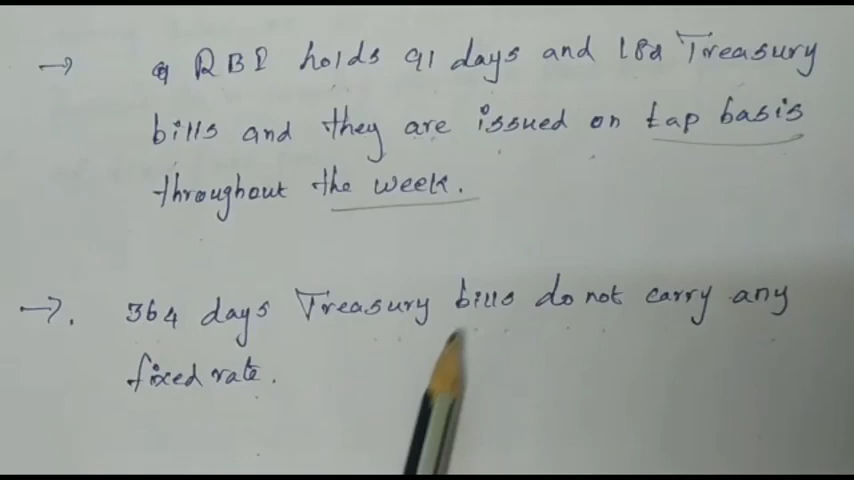 → RBI holds 91 days and 182 Treasury
bills and they are issued on tap basis
throughout the week.
→. 364 days Treasury bills do not carry any
fixed rate.